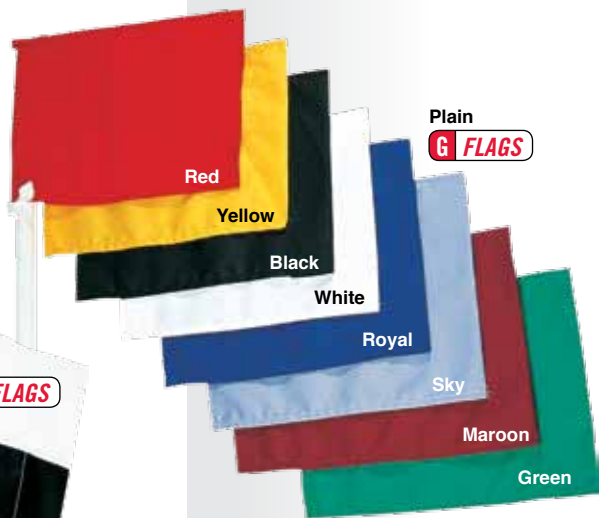 Plain
G FLAGS
Red
Yellow
Black
White
Royal
Sky
Maroon
Green
FLAGS